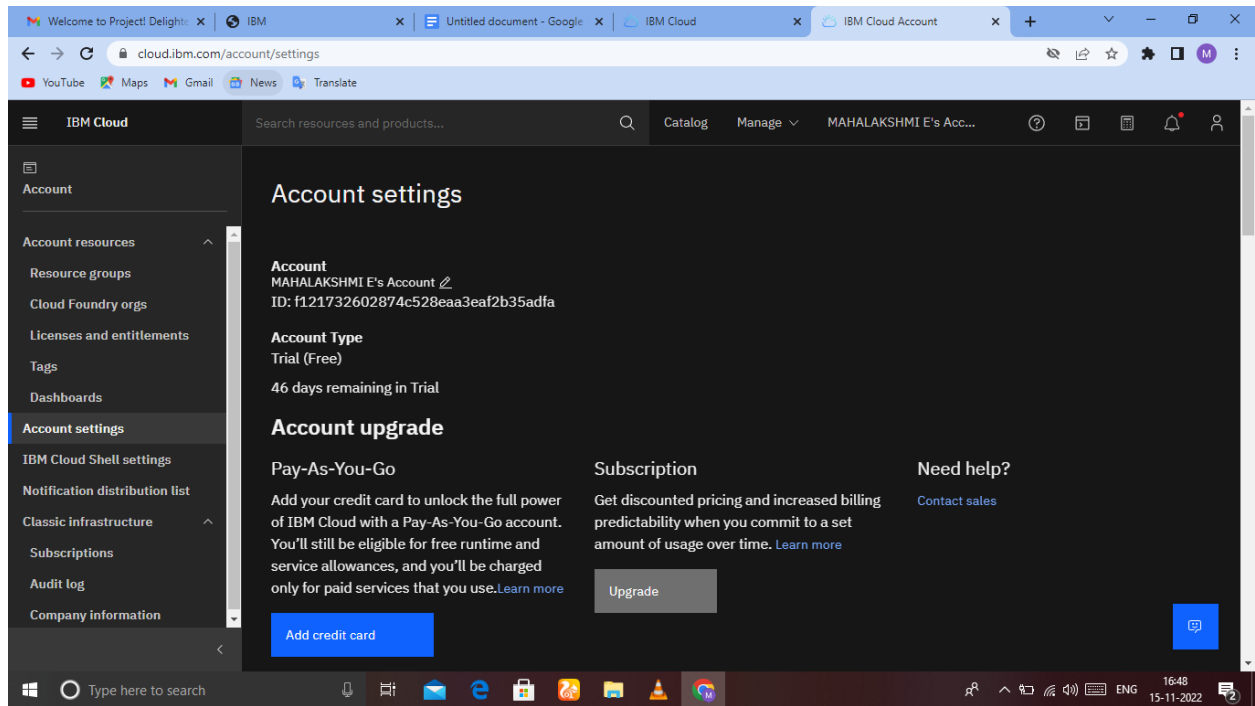 Welcome to Project! Delighte
IBM
Untitled document - Google
IBM Cloud
IBM Cloud Account
cloud.ibm.com/account/settings
M
YouTube
Maps
Gmail
News
Translate
IBM Cloud
Search resources and products...
Catalog
Manage
MAHALAKSHMI E's Acc...
Account
Account resources
Resource groups
Cloud Foundry orgs
Licenses and entitlements
Tags
Dashboards
Account settings
IBM Cloud Shell settings
Notification distribution list
Classic infrastructure
Subscriptions
Audit log
Company information
Account settings
Account
MAHALAKSHMI E's Account
ID: f121732602874c528eaa3eaf2b35adfa
Account Type
Trial (Free)
46 days remaining in Trial
Account upgrade
Pay-As-You-Go
Add your credit card to unlock the full power
of IBM Cloud with a Pay-As-You-Go account.
You'll still be eligible for free runtime and
service allowances, and you'll be charged
only for paid services that you use.Learn more
Add credit card
Subscription
Get discounted pricing and increased billing
predictability when you commit to a set
amount of usage over time. Learn more
Upgrade
Need help?
Contact sales
Type here to search
ENG
16:48
15-11-2022
2